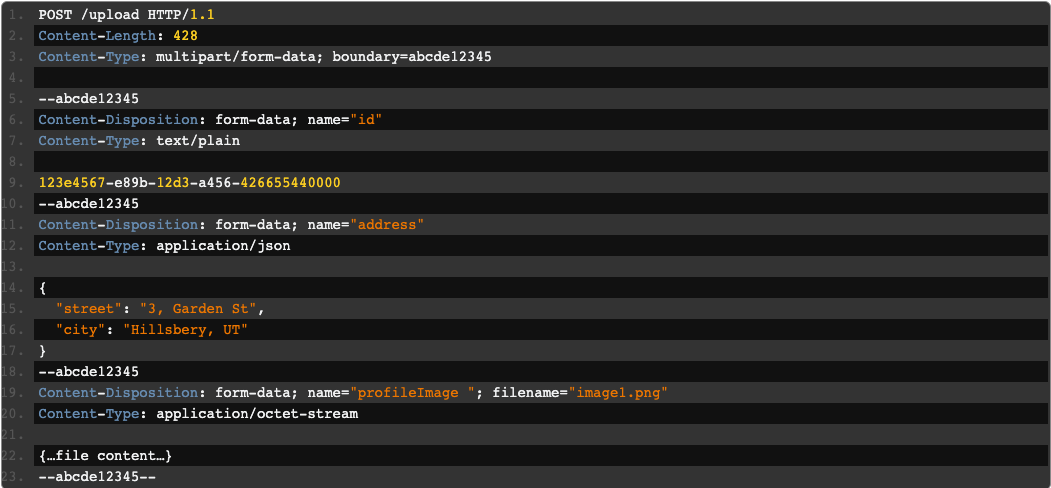 1. POST /upload HTTP/1.1
2. Content-Length: 428
3. Content-Type: multipart/form-data; boundary=abcde12345
4.
5. --abcde12345
6. Content-Disposition: form-data; name="id"
7. Content-Type: text/plain
8.
9. 123e4567-e89b-12d3-a456-426655440000
10. --abcde12345
11. Content-Disposition: form-data; name="address"
12. Content-Type: application/json
13.
14. {
15.   "street": "3, Garden St",
16.   "city": "Hillsbery, UT"
17. }
18. --abcde12345
19. Content-Disposition: form-data; name="profileImage "; filename="image1.png"
20. Content-Type: application/octet-stream
21.
22. {…file content…}
23. --abcde12345--